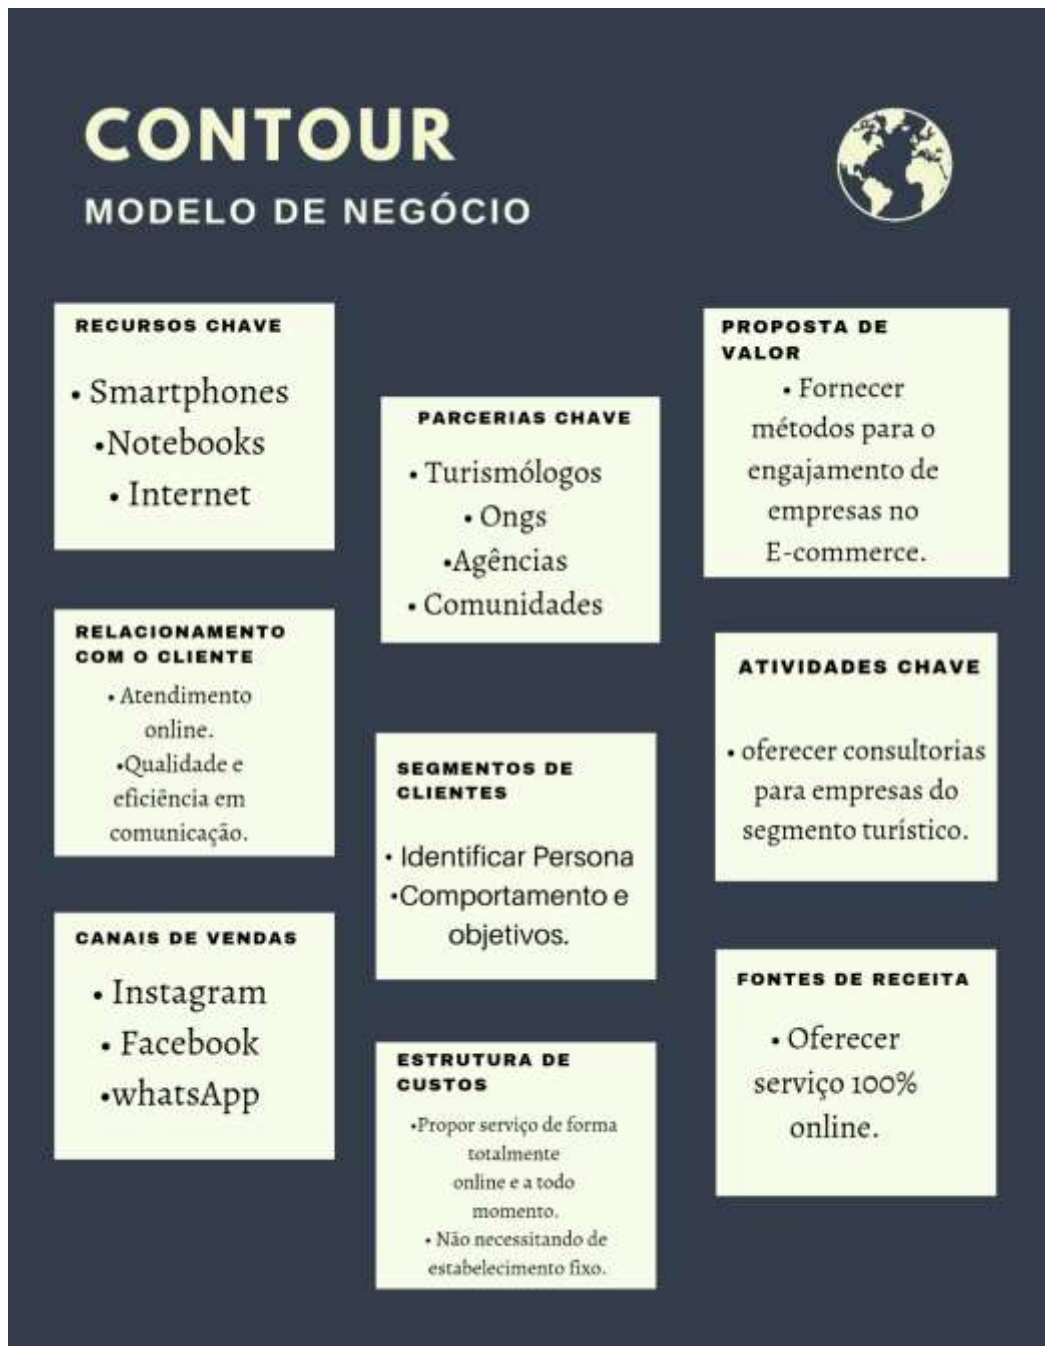 CONTOUR
MODELO DE NEGÓCIO
RECURSOS CHAVE
• Smartphones
•Notebooks
• Internet
RELACIONAMENTO
COM O CLIENTE
• Atendimento
online.
•Qualidade e
eficiência em
comunicação.
CANAIS DE VENDAS
• Instagram
• Facebook
•whatsApp
PARCERIAS CHAVE
• Turismólogos
• Ongs
•Agências
• Comunidades
SEGMENTOS DE
CLIENTES
• Identificar Persona
•Comportamento e
objetivos.
ESTRUTURA DE
CUSTOS
•Propor serviço de forma
totalmente
online e a todo
momento.
• Não necessitando de
estabelecimento fixo.
PROPOSTA DE
VALOR
• Fornecer
métodos para o
engajamento de
empresas no
E-commerce.
ATIVIDADES CHAVE
• oferecer consultorias
para empresas do
segmento turístico.
FONTES DE RECEITA
• Oferecer
serviço 100%
online.